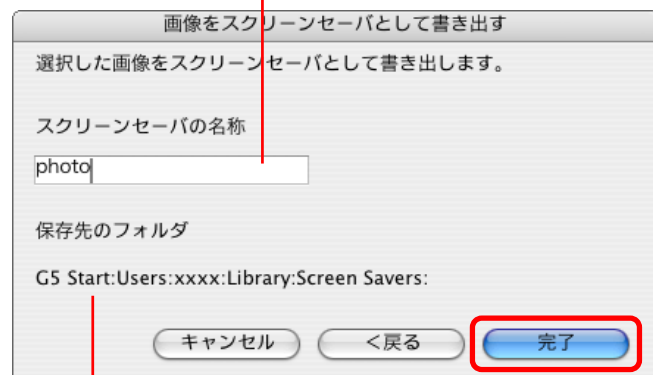 画像をスクリーンセーバとして書き出す
選択した画像をスクリーンセーバとして書き出します。
スクリーンセーバの名称
photo
保存先のフォルダ
G5 Start:Users:xxxx:Library:Screen Savers:
キャンセル <戻る 完了